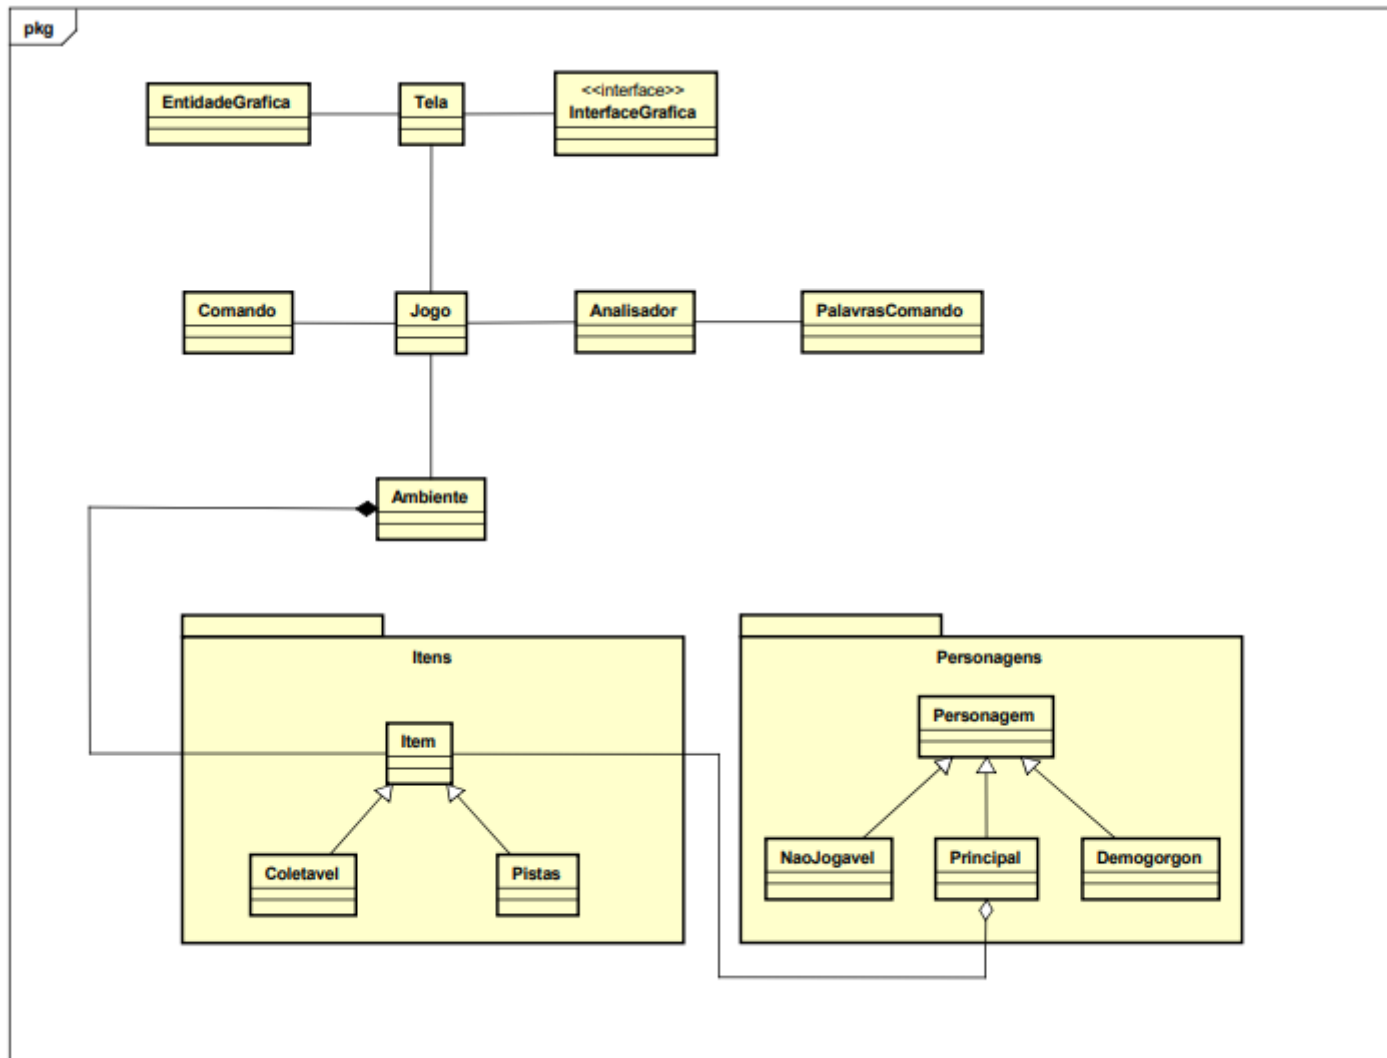 pkg
EntidadeGrafica
Tela
<<interface>>
InterfaceGrafica
Comando
Jogo
Analisador
PalavrasComando
Ambiente
Itens
Personagens
Item
Personagem
Coletavel
Pistas
NaoJogavel
Principal
Demogorgon